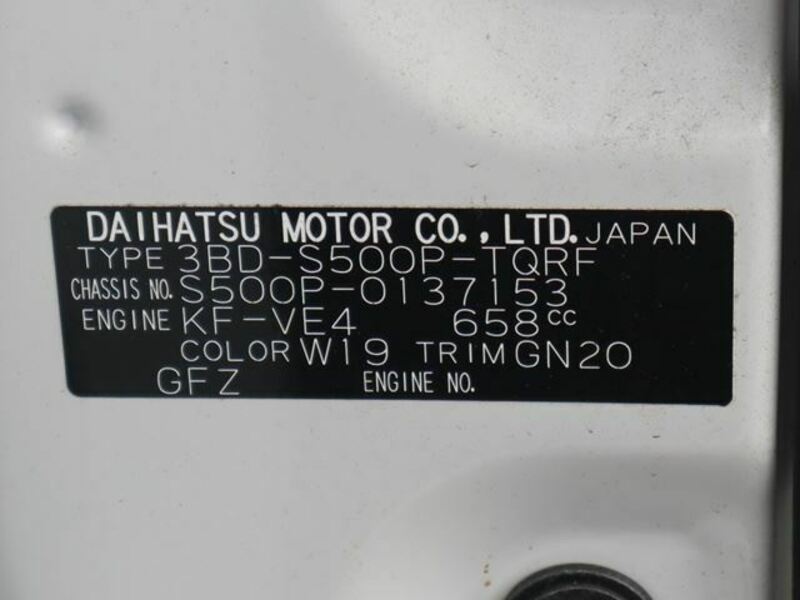 DAIHATSU MOTOR CO., LTD. JAPAN
TYPE 3BD-S500P-TQRF
CHASSIS NO. S500P-0137153
ENGINE KF-VE4 658cc
COLOR W19 TRIM GN20
GFZ ENGINE NO.